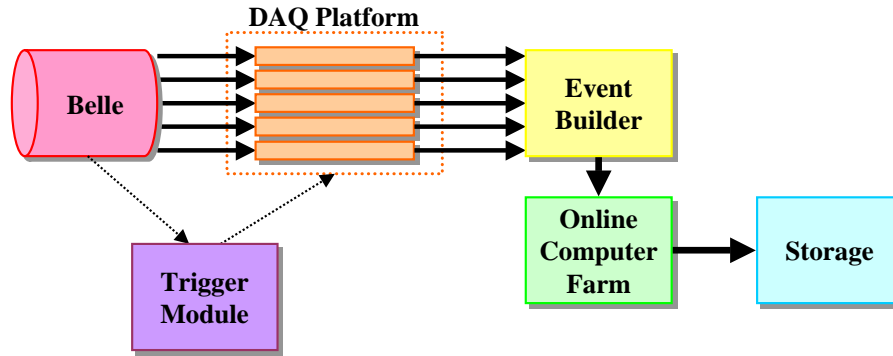 DAQ Platform
Belle
Event
Builder
Online
Computer
Farm
Storage
Trigger
Module